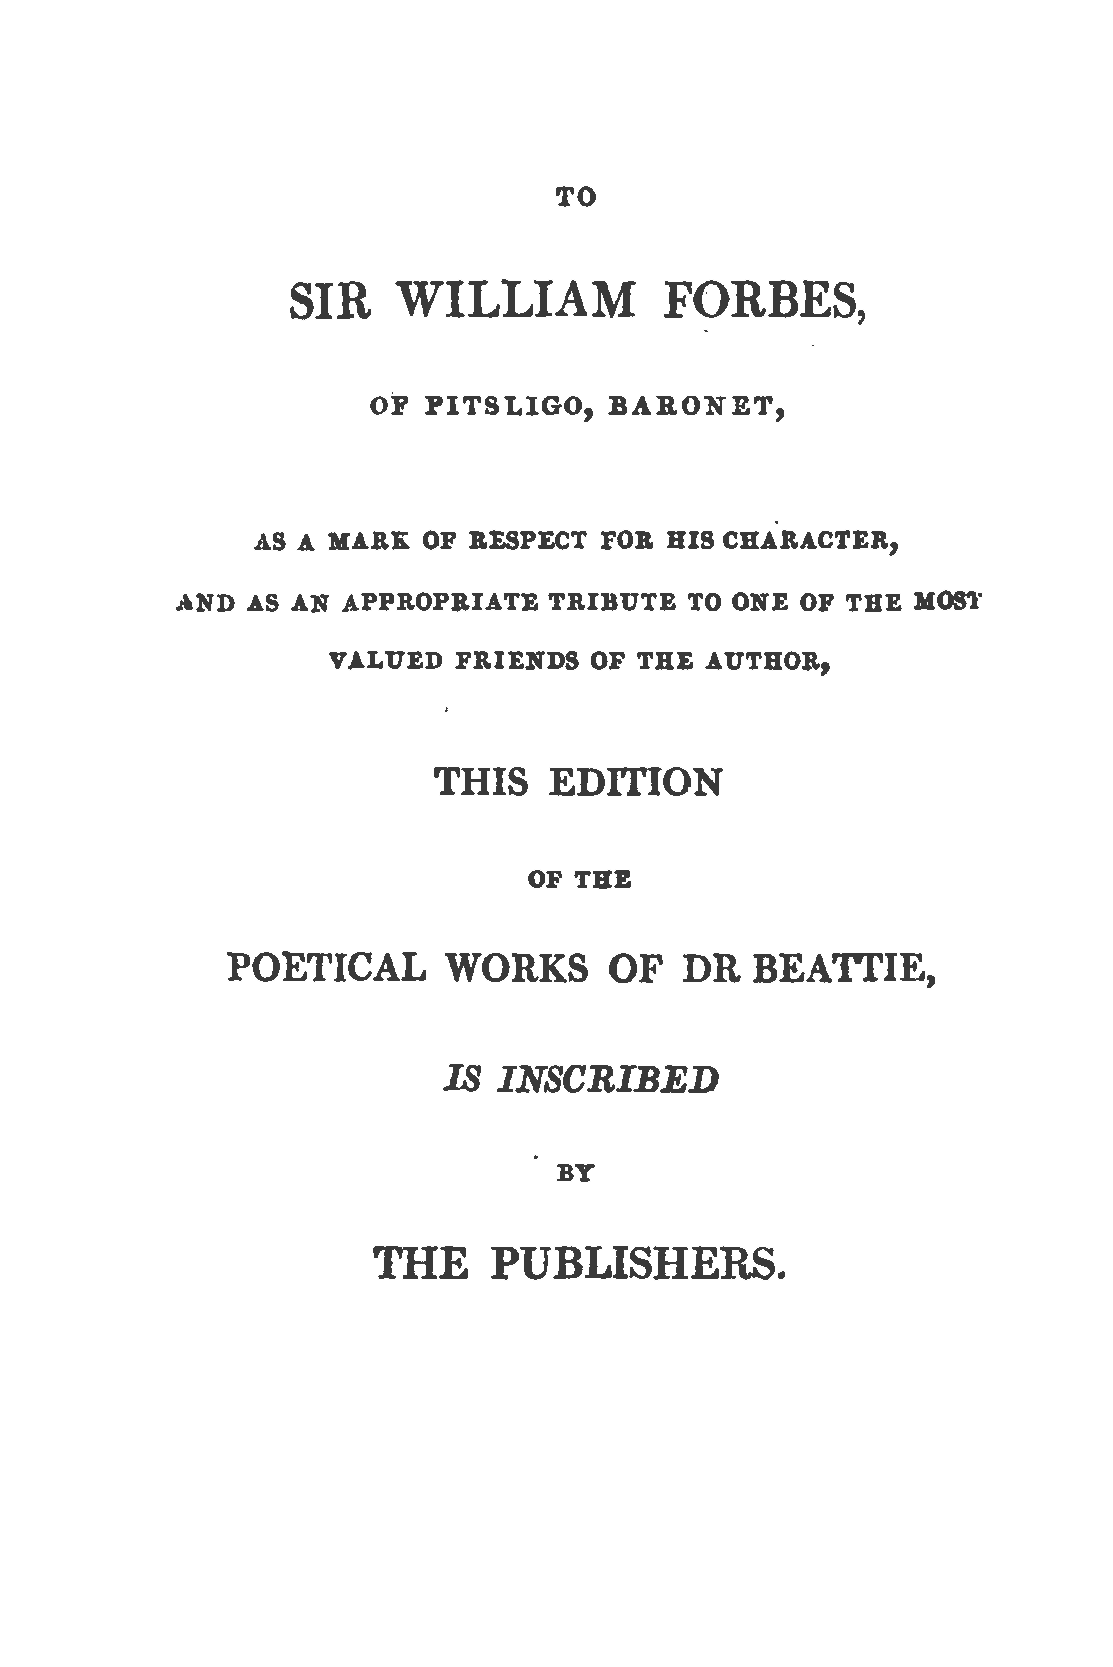 TO
SIR WILLIAM FORBES,
OF PITSLIGO, BARONET,
AS A MARK OF RESPECT FOR HIS CHARACTER,
AND AS AN APPROPRIATE TRIBUTE TO ONE OF THE MOST
VALUED FRIENDS OF THE AUTHOR,
THIS EDITION
OF THE
POETICAL WORKS OF DR BEATTIE,
IS INSCRIBED
BY
THE PUBLISHERS.